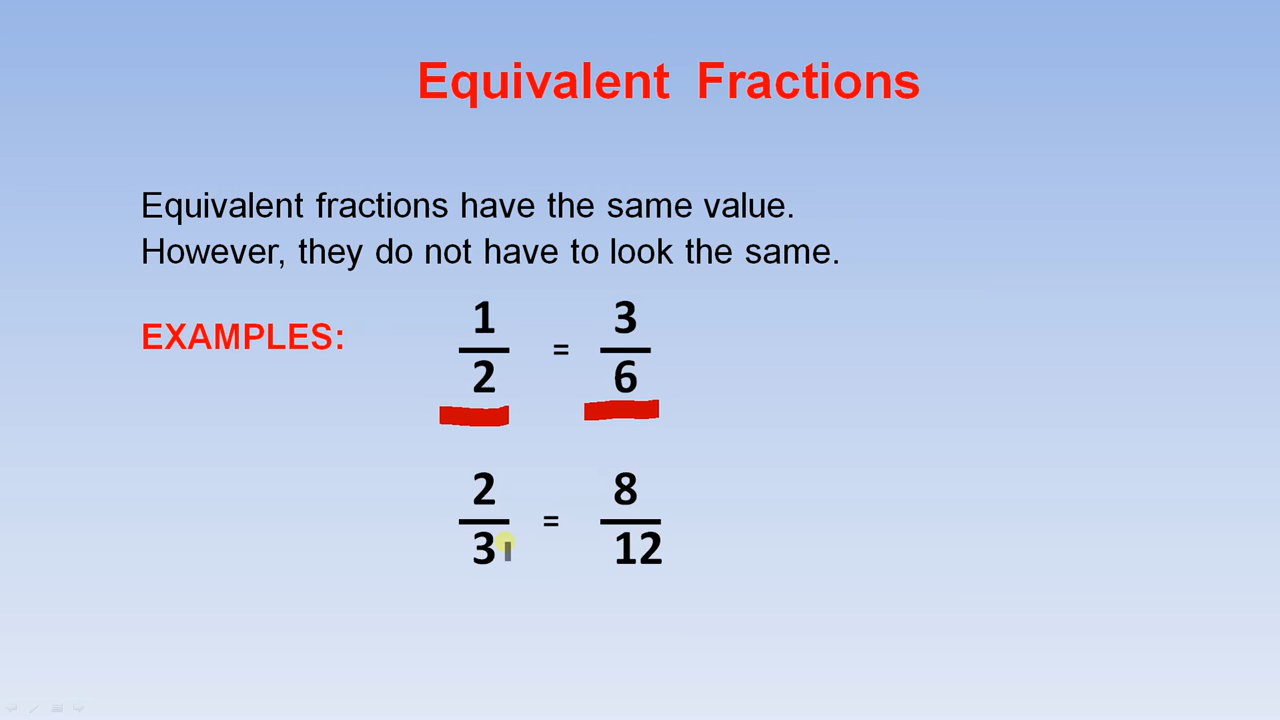 Equivalent Fractions
Equivalent fractions have the same value.
However, they do not have to look the same.
EXAMPLES:
1/2 = 3/6
2/3 = 8/12